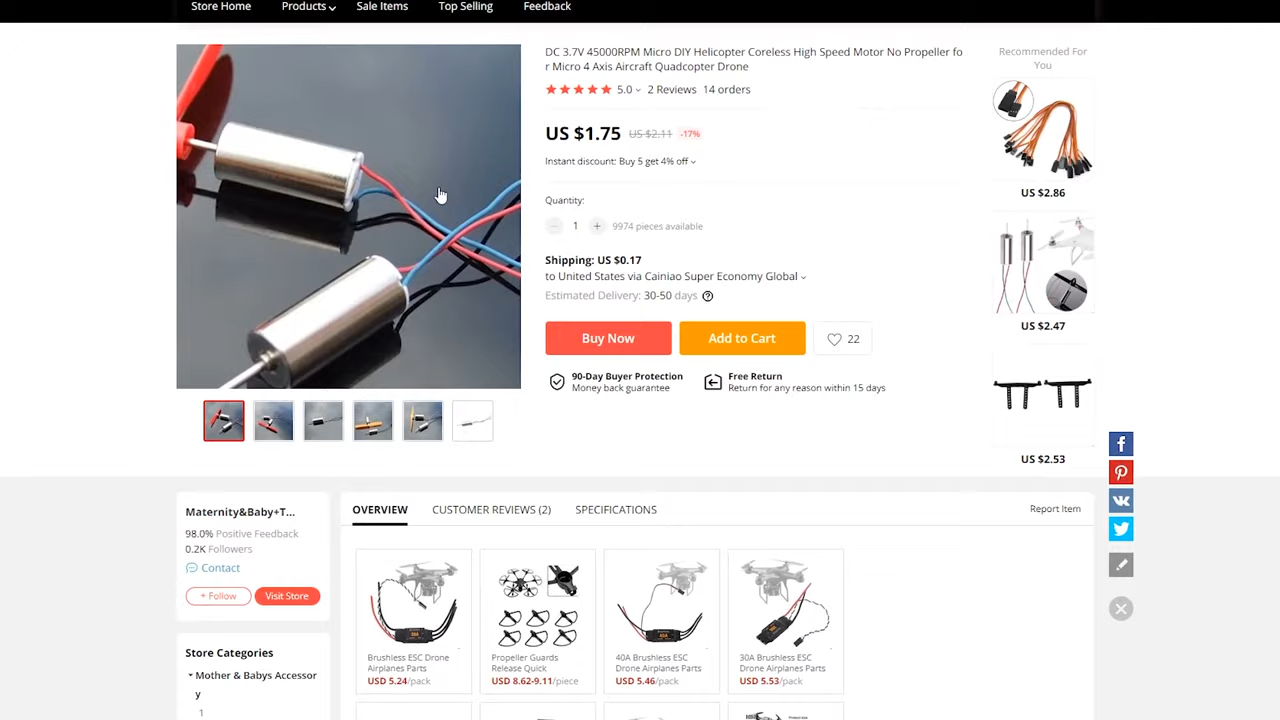 Store Home Products Sale Items Top Selling Feedback
DC 3.7V 45000RPM Micro DIY Helicopter Coreless High Speed Motor No Propeller fo
r Micro 4 Axis Aircraft Quadcopter Drone
5.0 2 Reviews 14 orders
US $1.75 US $2.11 -17%
Instant discount: Buy 5 get 4% off
Quantity:
1 9974 pieces available
Shipping: US $0.17
to United States via Cainiao Super Economy Global
Estimated Delivery: 30-50 days
Buy Now Add to Cart 22
90-Day Buyer Protection
Money back guarantee
Free Return
Return for any reason within 15 days
Recommended For
You
US $2.86
US $2.47
US $2.53
Maternity&Baby+T...
98.0% Positive Feedback
0.2K Followers
Contact
+ Follow Visit Store
Store Categories
Mother & Babys Accessor
y
1
OVERVIEW CUSTOMER REVIEWS (2) SPECIFICATIONS
Report Item
Brushless ESC Drone
Airplanes Parts
USD 5.24/pack
Propeller Guards
Release Quick
USD 8.62-9.11/piece
40A Brushless ESC
Drone Airplanes Parts
USD 5.46/pack
30A Brushless ESC
Drone Airplanes Parts
USD 5.53/pack